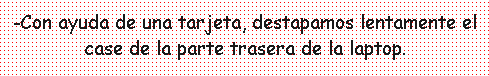 -Con ayuda de una tarjeta, destapamos lentamente el
case de la parte trasera de la laptop.